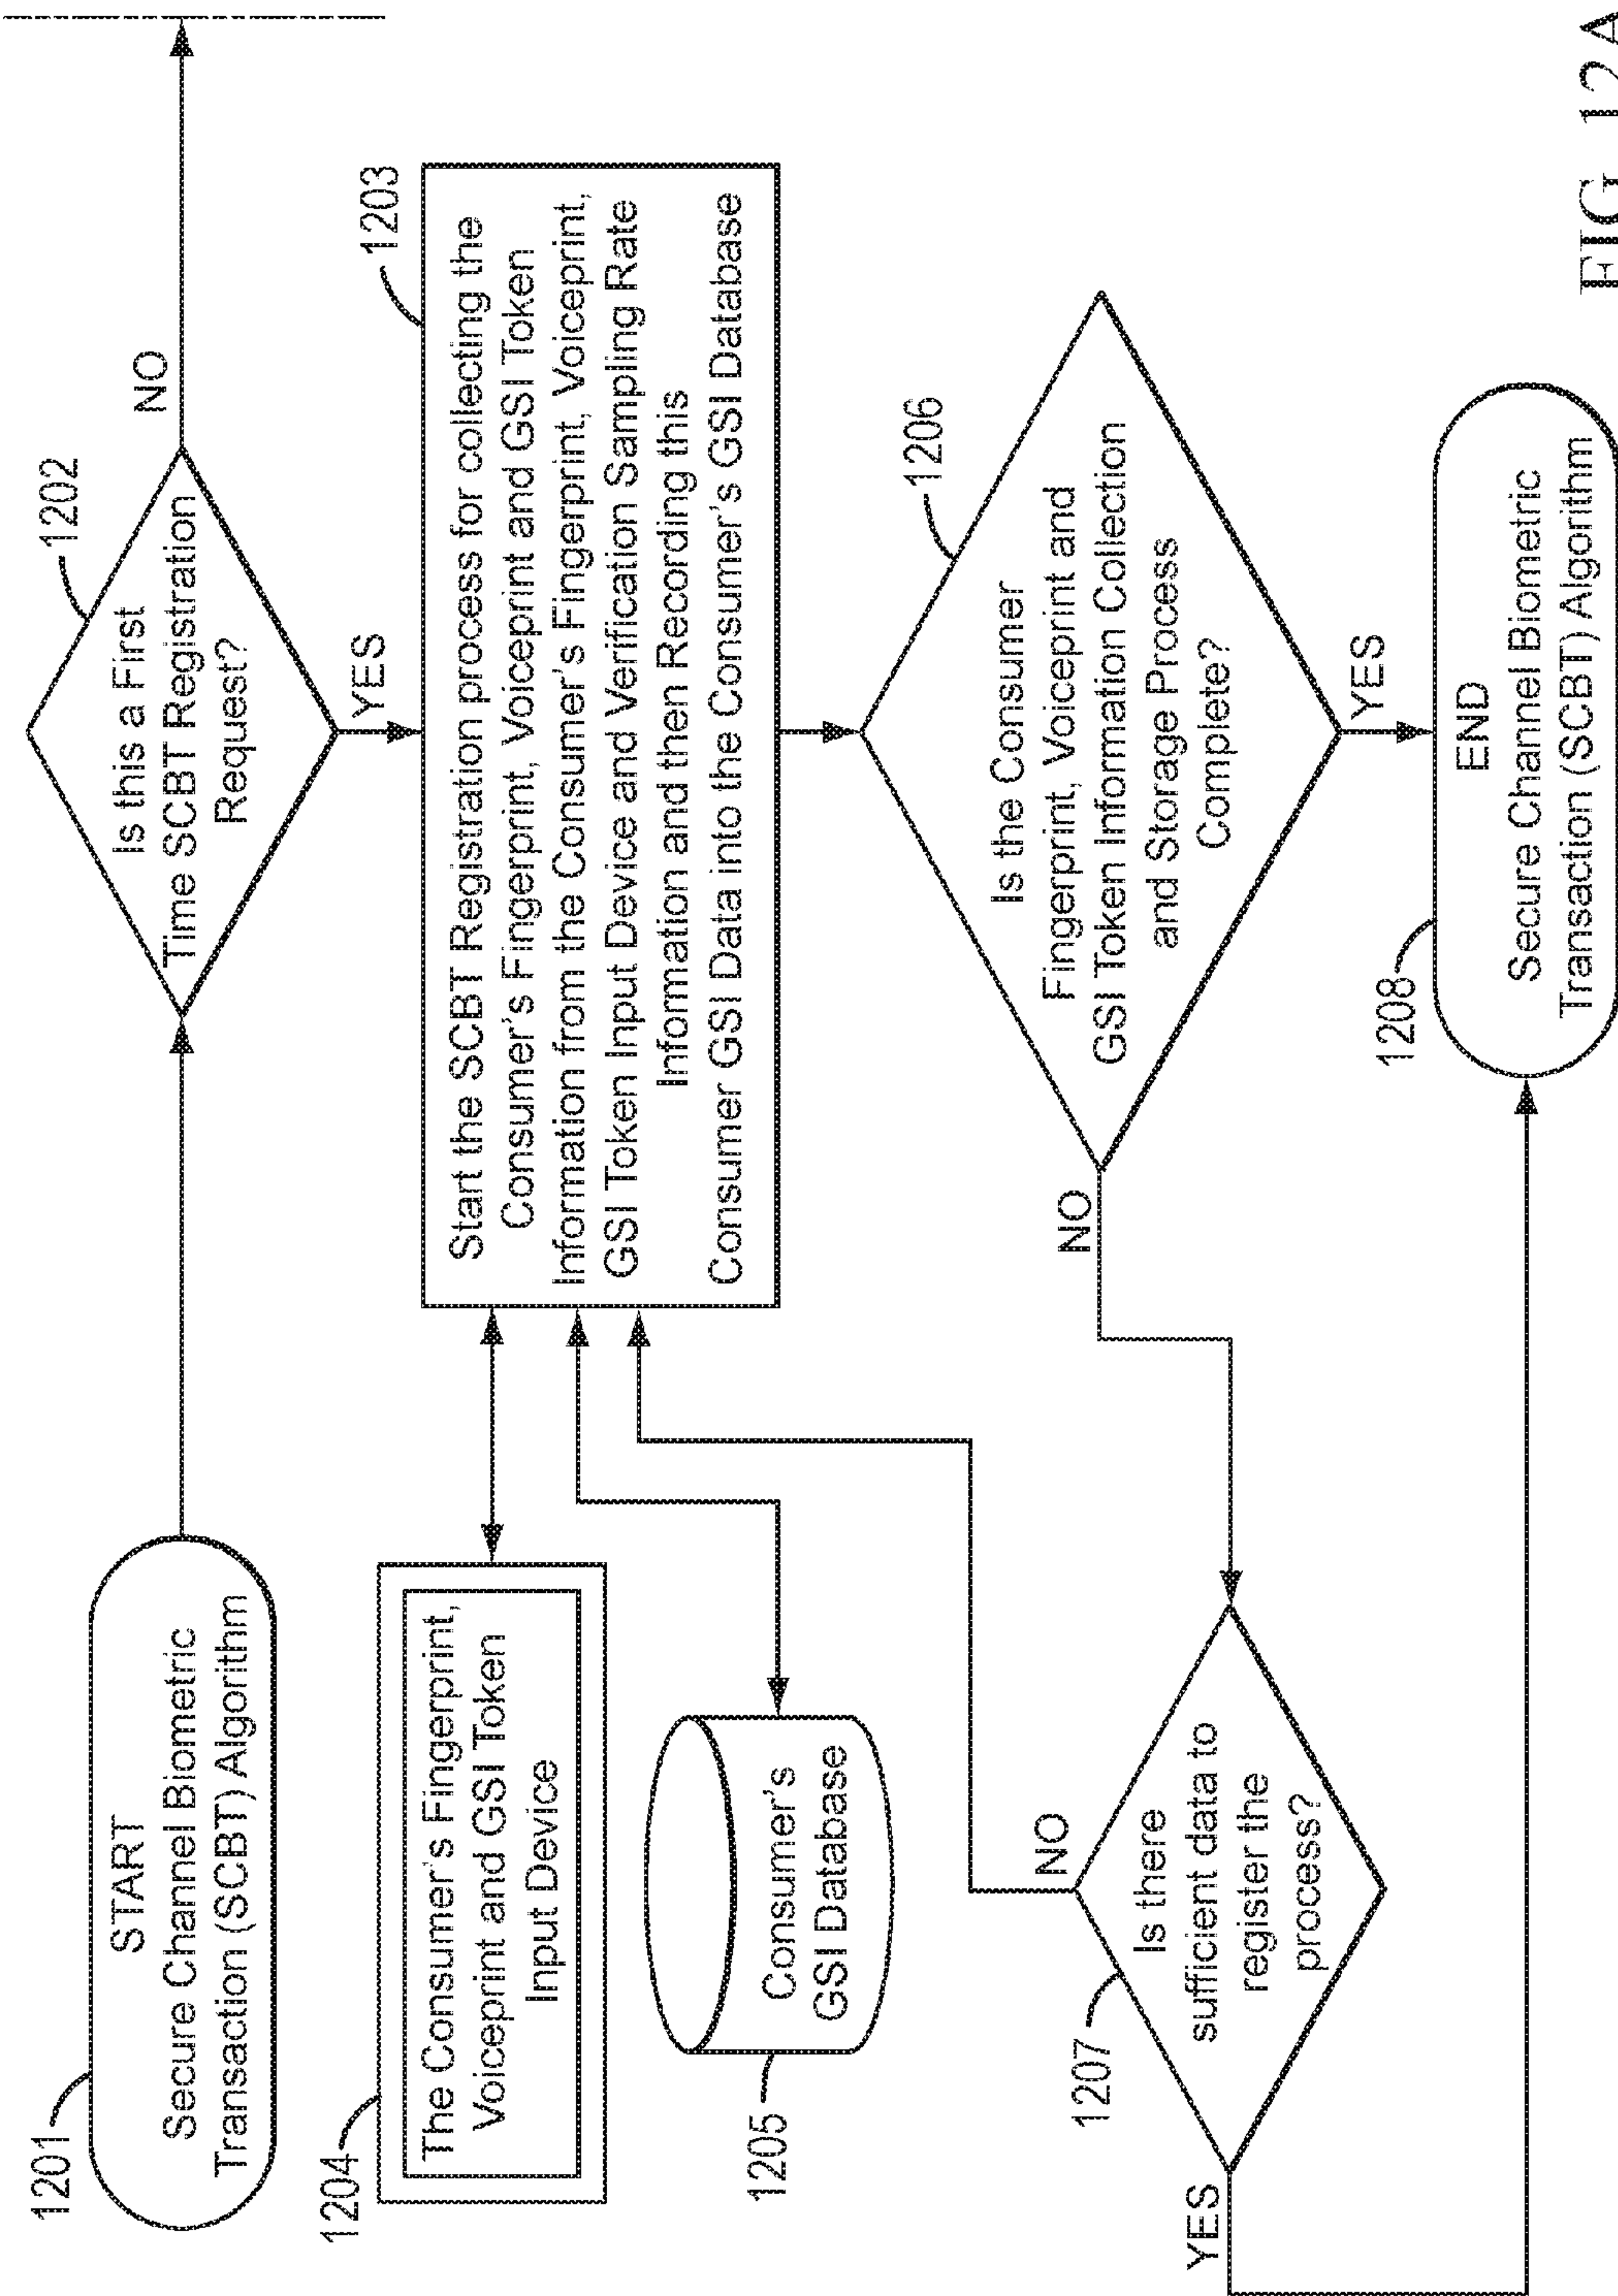 1201
START
Secure Channel Biometric
Transaction (SCBT) Algorithm
1202
Is this a First
Time SCBT Registration
Request?
NO
YES
1203
Start the SCBT Registration process for collecting the
Consumer's Fingerprint, Voiceprint and GSI Token
Information from the Consumer's Fingerprint, Voiceprint,
GSI Token Input Device and Verification Sampling Rate
Information and then Recording this
Consumer GSI Data into the Consumer's GSI Database
1204
The Consumer's Fingerprint,
Voiceprint and GSI Token
Input Device
1205
Consumer's
GSI Database
1206
Is the Consumer
Fingerprint, Voiceprint and
GSI Token Information Collection
and Storage Process
Complete?
NO
YES
1207
Is there
sufficient data to
register the
process?
NO
YES
1208
END
Secure Channel Biometric
Transaction (SCBT) Algorithm
FIG. 12A